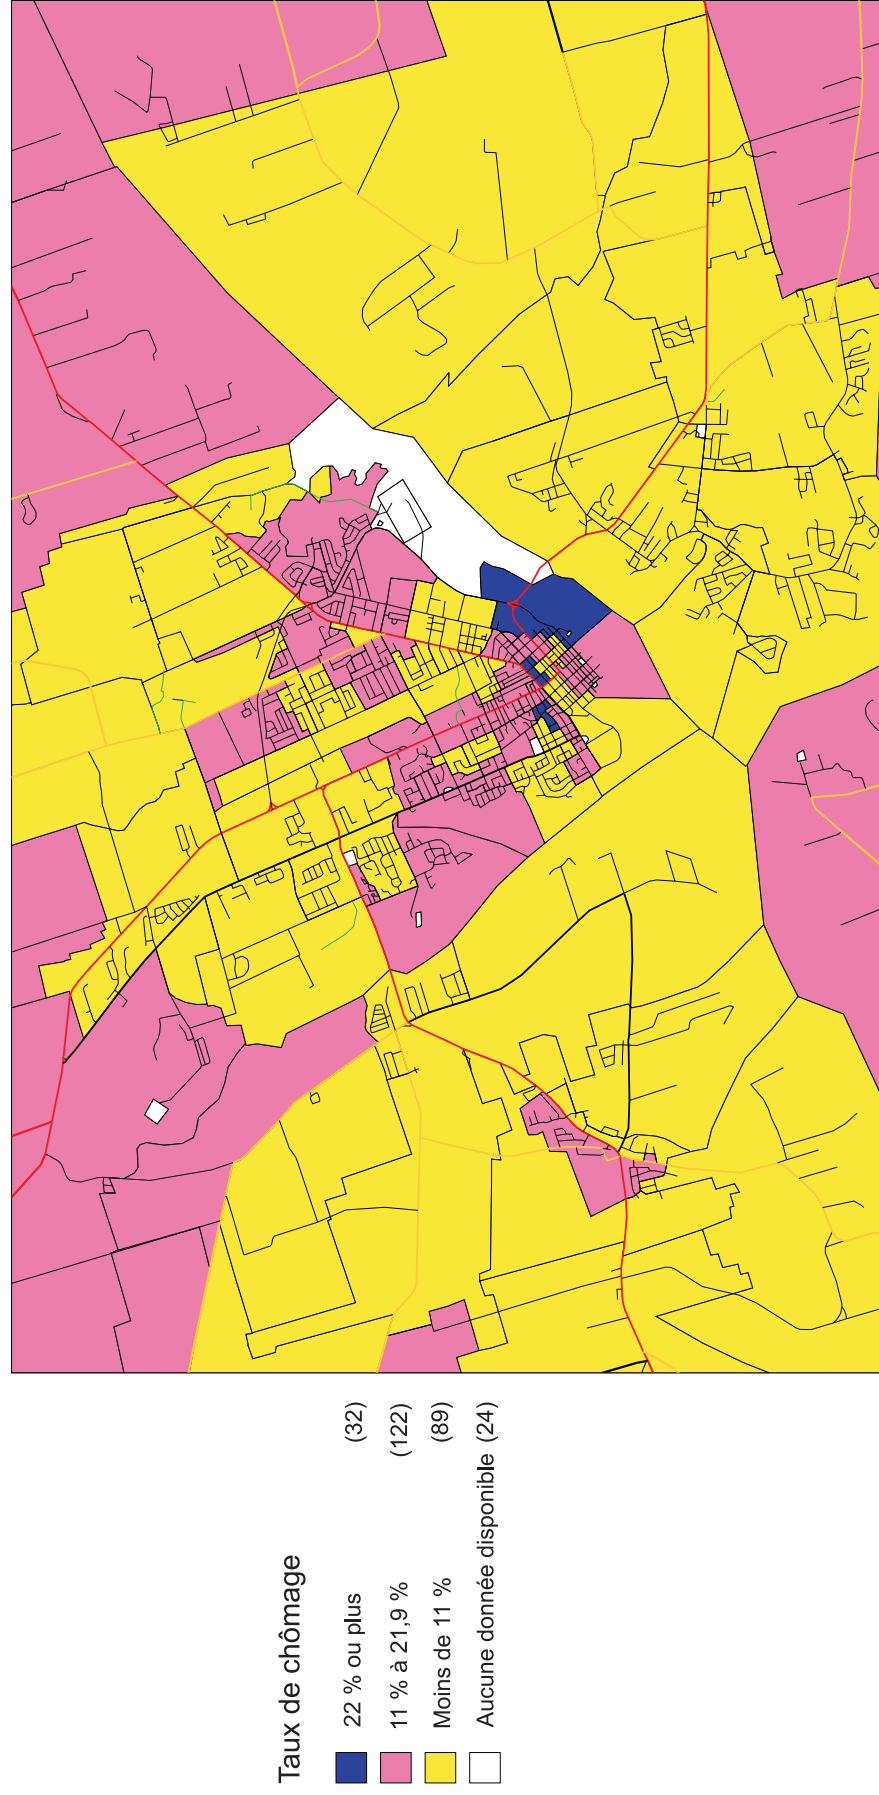 Taux de chômage
22 % ou plus (32)
11 % à 21,9 % (122)
Moins de 11 % (89)
Aucune donnée disponible (24)